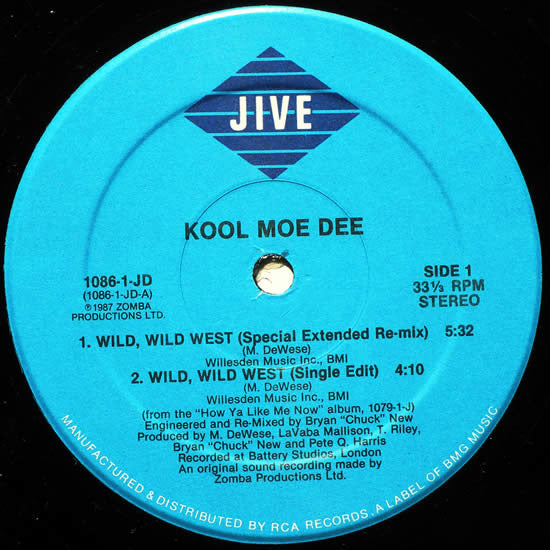 JIVE
KOOL MOE DEE
1086-1-JD
(1086-1-JD-A)
℗1987 ZOMBA
PRODUCTIONS LTD.
SIDE 1
33⅓ RPM
STEREO
1. WILD, WILD WEST (Special Extended Re-mix) 5:32
(M. DeWese)
Willesden Music Inc., BMI
2. WILD, WILD WEST (Single Edit) 4:10
(M. DeWese)
Willesden Music Inc., BMI
(from the "How Ya Like Me Now" album, 1079-1-J)
Engineered and Re-Mixed by Bryan "Chuck" New
Produced by M. DeWese, LaVaba Mallison, T. Riley,
Bryan "Chuck" New and Pete Q. Harris
Recorded at Battery Studios, London
An original sound recording made by
Zomba Productions Ltd.
MANUFACTURED & DISTRIBUTED BY RCA RECORDS, A LABEL OF BMG MUSIC